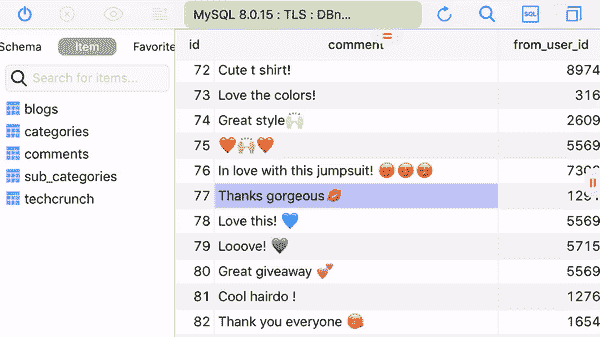 MySQL 8.0.15 : TLS : DBn...
SQL
Schema Item Favorite
Search for items...
blogs
categories
comments
sub_categories
techcrunch
id comment from_user_id
72 Cute t shirt! 8974
73 Love the colors! 316
74 Great style🙌🏻 2609
75 ❤️🙌🏻❤️ 5569
76 In love with this jumpsuit! 😍😍😍
77 Thanks gorgeous💋
78 Love this! 💙 5569
79 Looove! 🖤 5715
80 Great giveaway 💕 5569
81 Cool hairdo ! 1276
82 Thank you everyone 1654